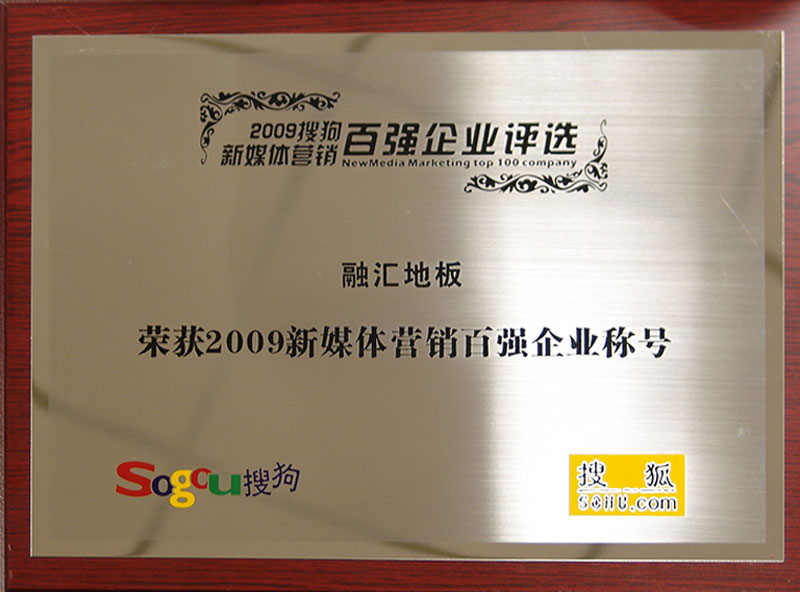 2009搜狗
新媒体营销
百强企业评选
NewMedia Marketing top 100 company
融汇地板
荣获2009新媒体营销百强企业称号
Sogou搜狗
搜狐
SOHU.com